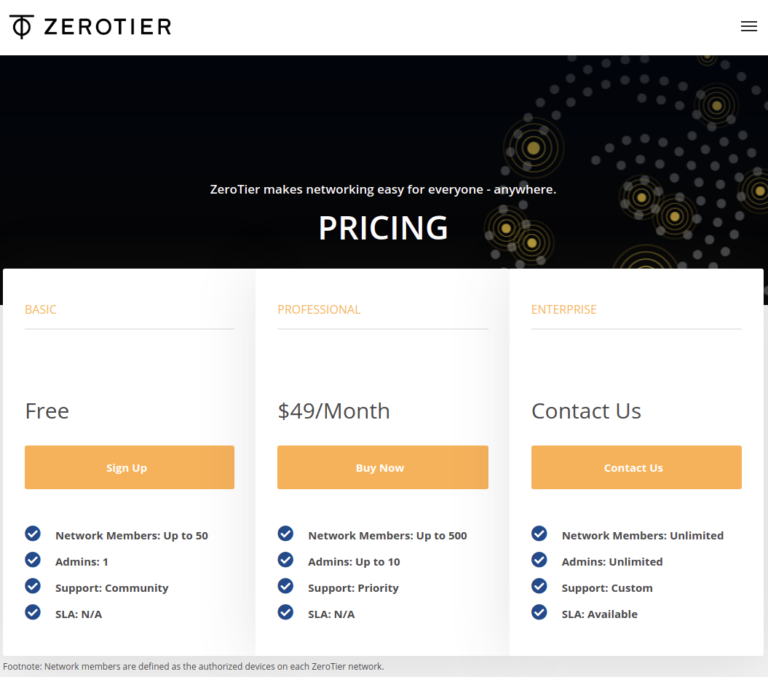 ZEROTIER
ZeroTier makes networking easy for everyone - anywhere.
PRICING
BASIC
Free
Sign Up
Network Members: Up to 50
Admins: 1
Support: Community
SLA: N/A
PROFESSIONAL
$49/Month
Buy Now
Network Members: Up to 500
Admins: Up to 10
Support: Priority
SLA: N/A
ENTERPRISE
Contact Us
Contact Us
Network Members: Unlimited
Admins: Unlimited
Support: Custom
SLA: Available
Footnote: Network members are defined as the authorized devices on each ZeroTier network.